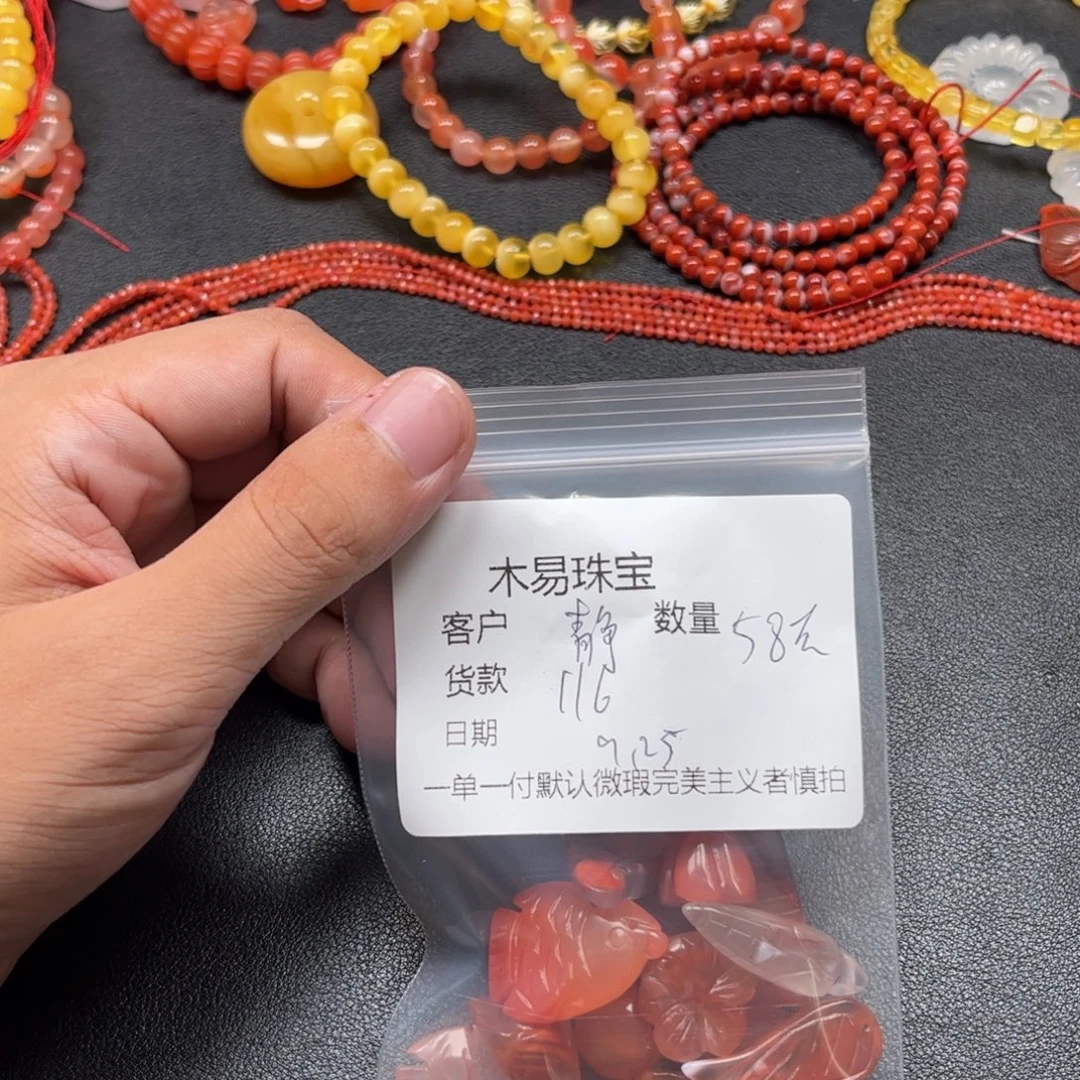 木易珠宝
客户 静 数量 58元
货款 116
日期 9.25
一单一付默认微瑕完美主义者慎拍